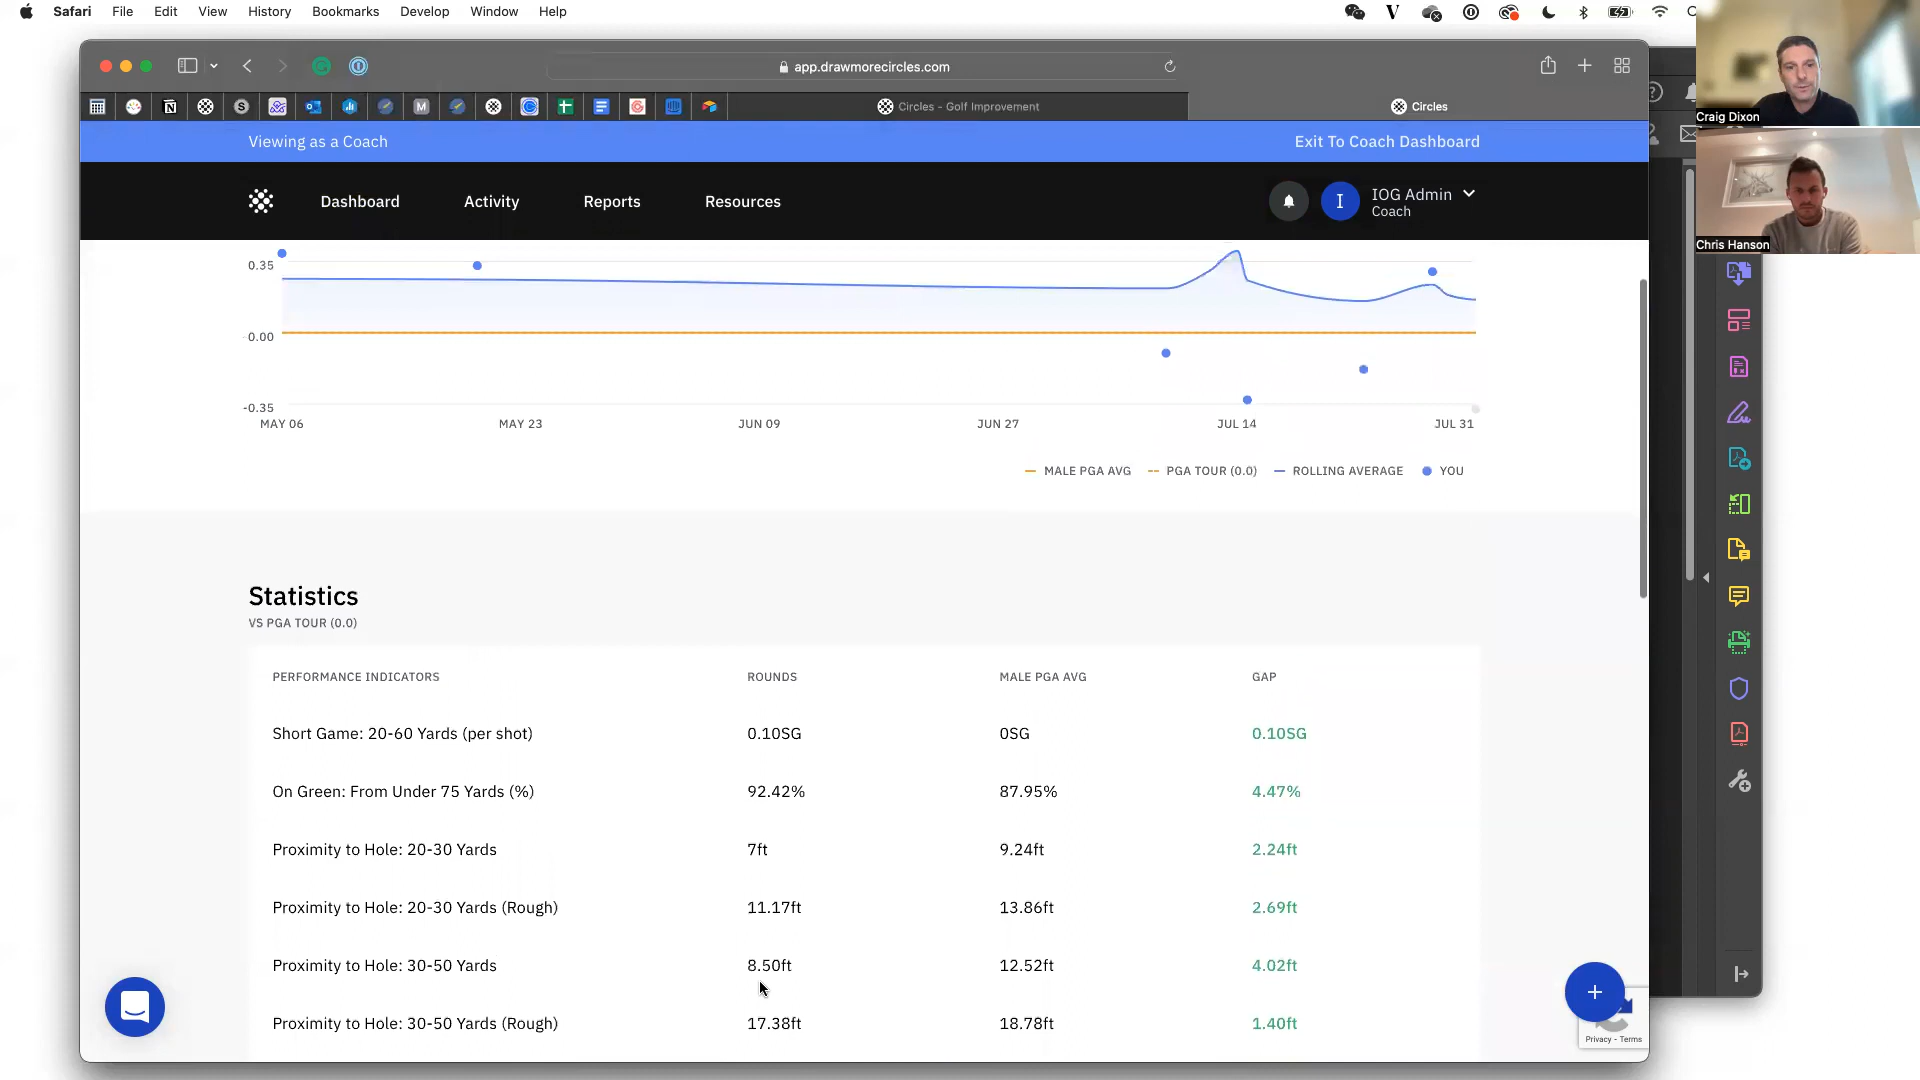 Safari File Edit View History Bookmarks Develop Window Help
Craig Dixon
Chris Hanson
app.drawmorecircles.com
Circles - Golf Improvement
Circles
Viewing as a Coach
Exit To Coach Dashboard
Dashboard
Activity
Reports
Resources
I
IOG Admin
Coach
0.35
-0.00
-0.35
MAY 06
MAY 23
JUN 09
JUN 27
JUL 14
JUL 31
MALE PGA AVG
PGA TOUR (0.0)
ROLLING AVERAGE
YOU
Statistics
VS PGA TOUR (0.0)
PERFORMANCE INDICATORS ROUNDS MALE PGA AVG GAP
Short Game: 20-60 Yards (per shot) 0.10SG 0SG 0.10SG
On Green: From Under 75 Yards (%) 92.42% 87.95% 4.47%
Proximity to Hole: 20-30 Yards 7ft 9.24ft 2.24ft
Proximity to Hole: 20-30 Yards (Rough) 11.17ft 13.86ft 2.69ft
Proximity to Hole: 30-50 Yards 8.50ft 12.52ft 4.02ft
Proximity to Hole: 30-50 Yards (Rough) 17.38ft 18.78ft 1.40ft
Privacy - Terms